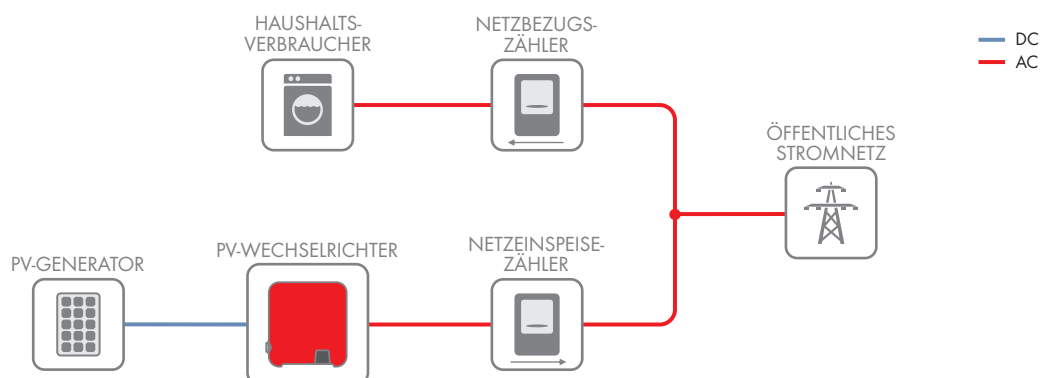 HAUSHALTS-
VERBRAUCHER
NETZBEZUGS-
ZÄHLER
DC
AC
ÖFFENTLICHES
STROMNETZ
PV-GENERATOR
PV-WECHSELRICHTER
NETZEINSPEISE-
ZÄHLER